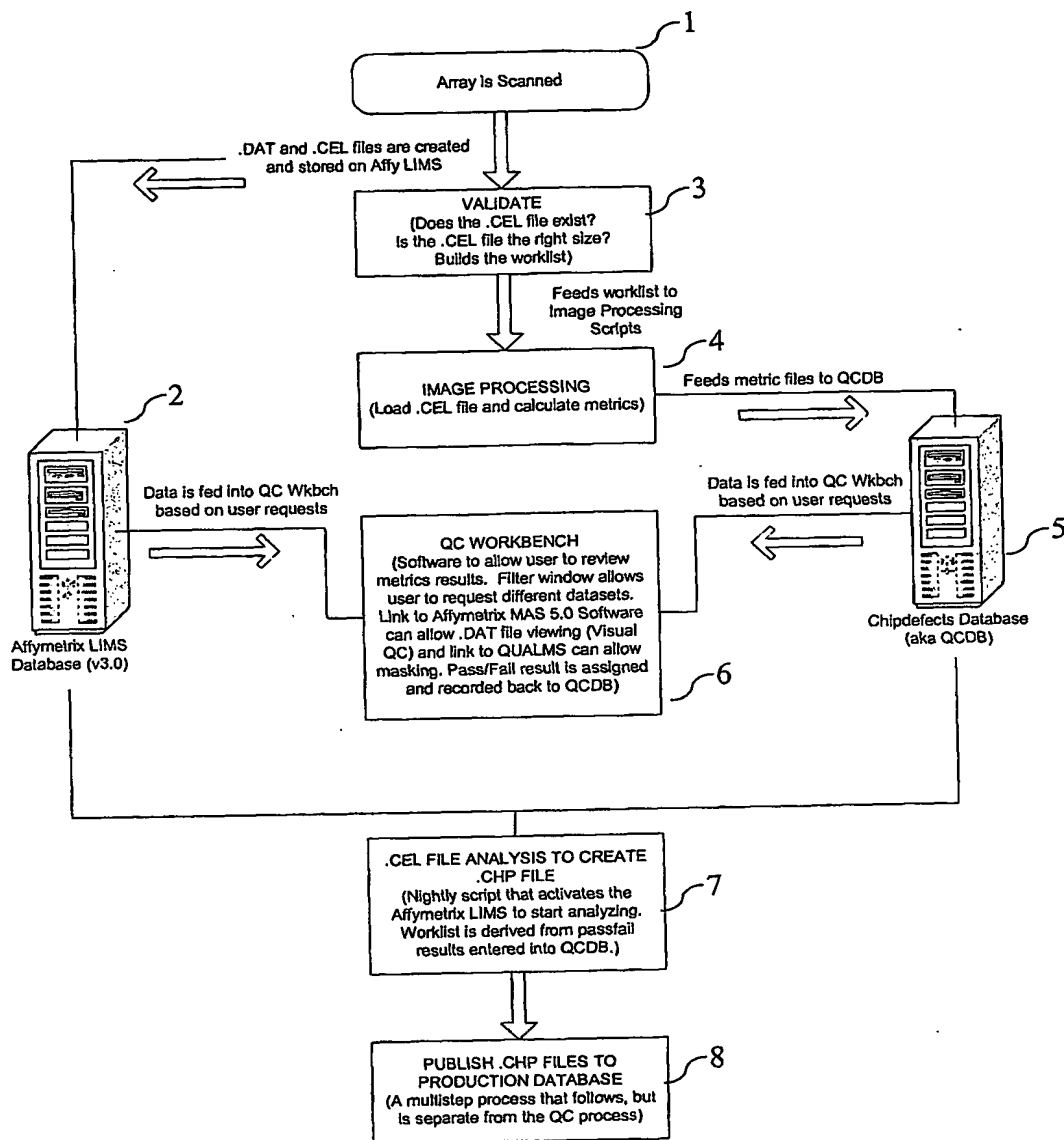 1
Array is Scanned
.DAT and .CEL files are created
and stored on Affy LIMS
3
VALIDATE
(Does the .CEL file exist?
Is the .CEL file the right size?
Builds the worklist)
Feeds worklist to
Image Processing
Scripts
4
IMAGE PROCESSING
(Load .CEL file and calculate metrics)
Feeds metric files to QCDB
2
Data is fed into QC Wkbch
based on user requests
Data is fed into QC Wkbch
based on user requests
QC WORKBENCH
(Software to allow user to review
metrics results. Filter window allows
user to request different datasets.
Link to Affymetrix MAS 5.0 Software
can allow .DAT file viewing (Visual
QC) and link to QUALMS can allow
masking. Pass/Fail result is assigned
and recorded back to QCDB)
6
5
Affymetrix LIMS
Database (v3.0)
Chipdefects Database
(aka QCDB)
.CEL FILE ANALYSIS TO CREATE
.CHP FILE
(Nightly script that activates the
Affymetrix LIMS to start analyzing.
Worklist is derived from passfail
results entered into QCDB.)
7
PUBLISH .CHP FILES TO
PRODUCTION DATABASE
(A multistep process that follows, but
is separate from the QC process)
8